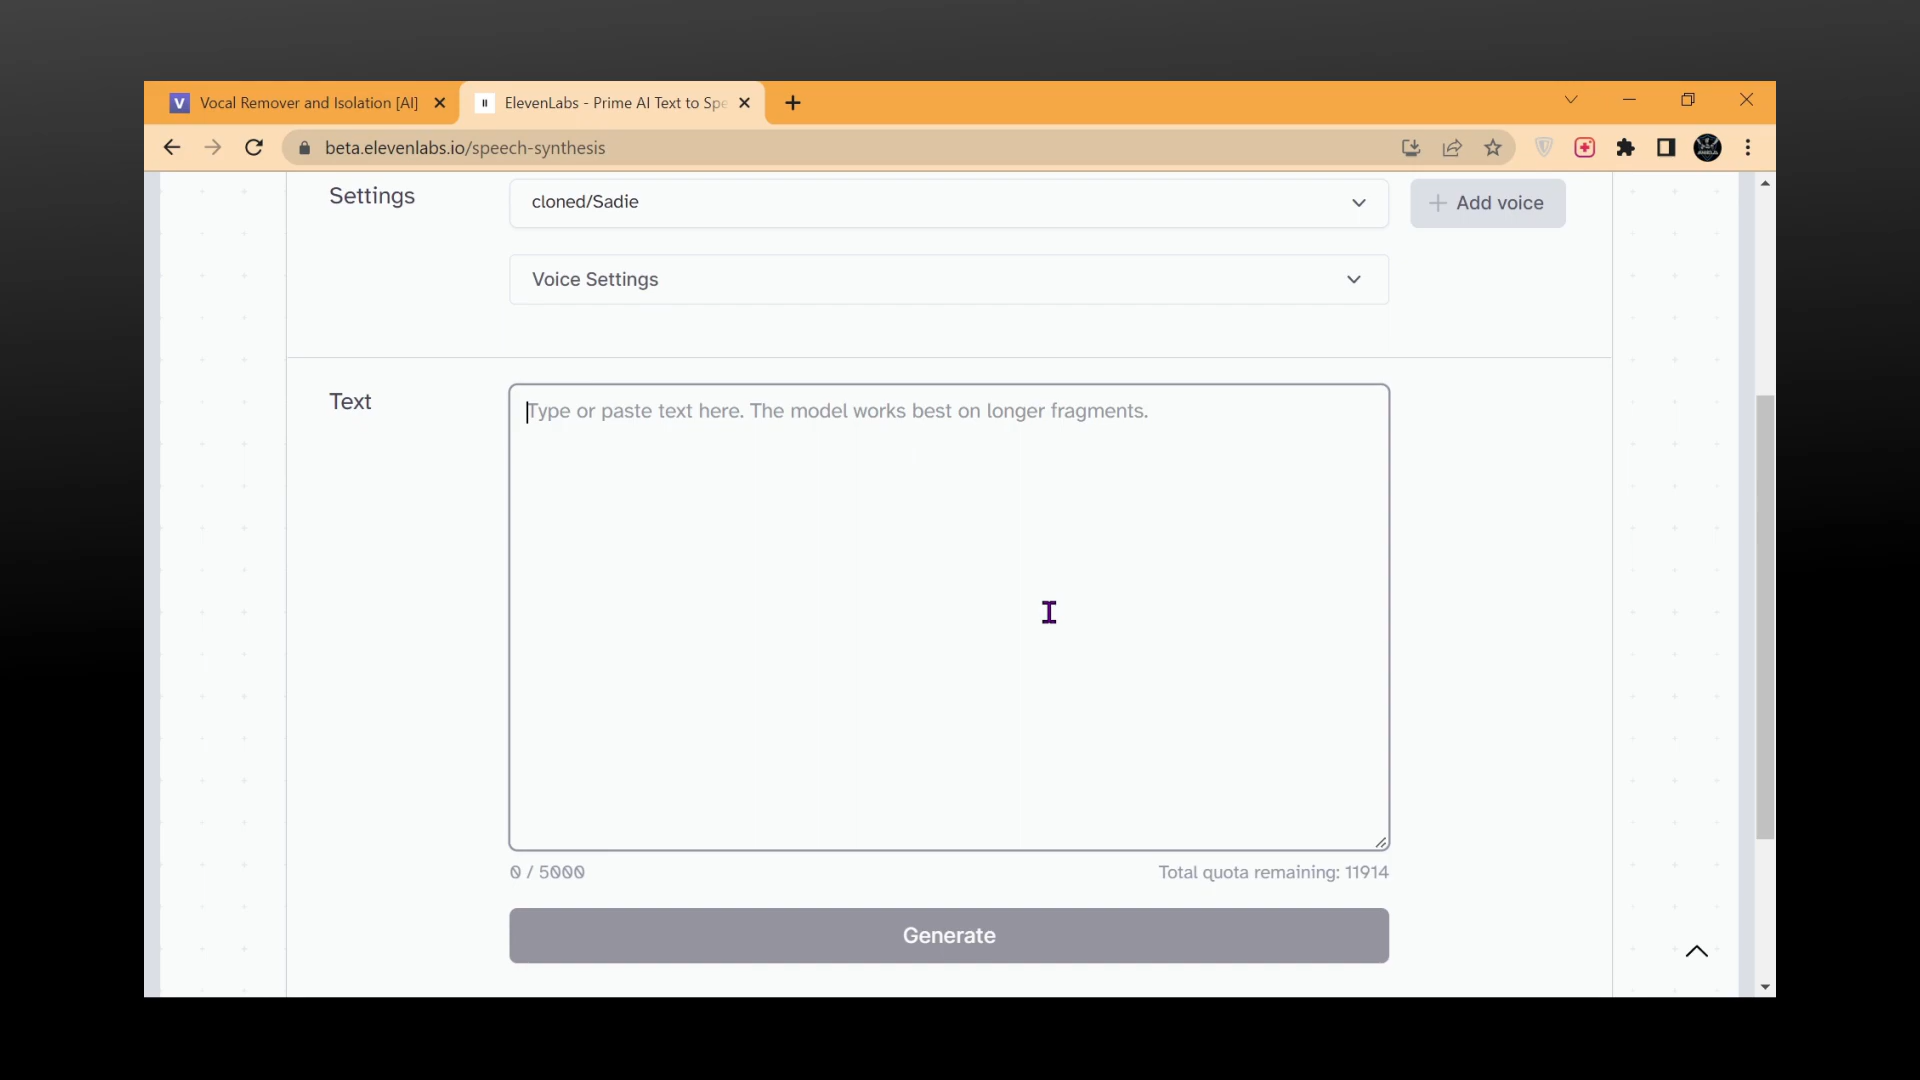 Vocal Remover and Isolation [AI]
ElevenLabs - Prime AI Text to Spe
beta.elevenlabs.io/speech-synthesis
Settings
cloned/Sadie
Add voice
Voice Settings
Text
Type or paste text here. The model works best on longer fragments.
0 / 5000
Total quota remaining: 11914
Generate